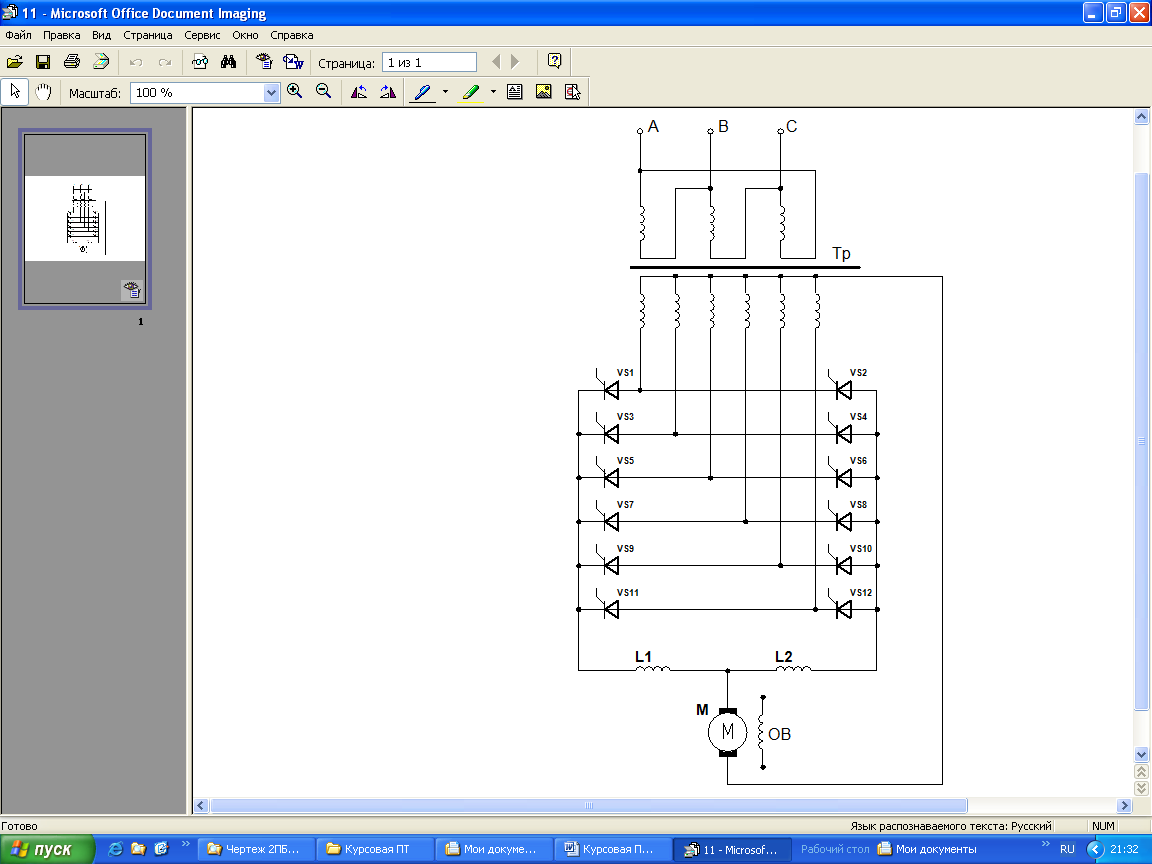 11 - Microsoft Office Document Imaging
Файл Правка Вид Страница Сервис Окно Справка
Страница: 1 из 1
Масштаб: 100 %
1
A B C
Тр
VS1 VS2
VS3 VS4
VS5 VS6
VS7 VS8
VS9 VS10
VS11 VS12
L1 L2
М
М
ОВ
Готово Язык распознаваемого текста: Русский NUM
пуск Чертеж 2ПБ... Курсовая ПТ Мои докуме... Курсовая П... 11 - Microsof... Рабочий стол Мои документы RU 21:32